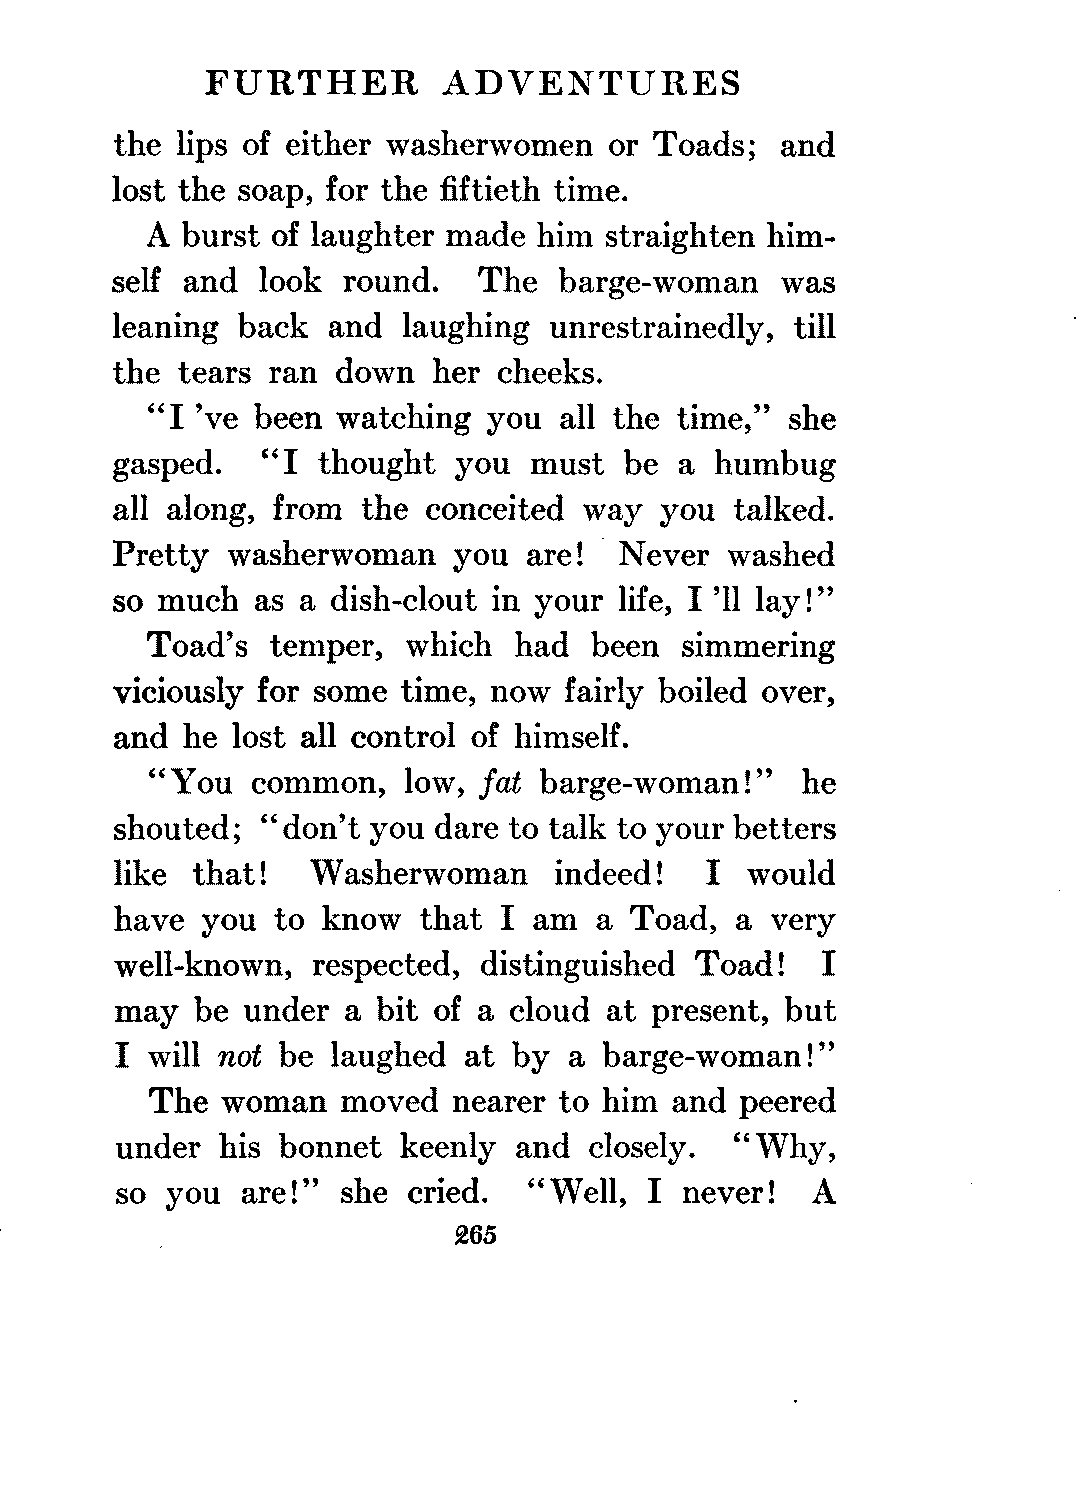 FURTHER ADVENTURES
the lips of either washerwomen or Toads; and
lost the soap, for the fiftieth time.
A burst of laughter made him straighten him-
self and look round. The barge-woman was
leaning back and laughing unrestrainedly, till
the tears ran down her cheeks.
“I ’ve been watching you all the time,” she
gasped. “I thought you must be a humbug
all along, from the conceited way you talked.
Pretty washerwoman you are! Never washed
so much as a dish-clout in your life, I ’ll lay!”
Toad’s temper, which had been simmering
viciously for some time, now fairly boiled over,
and he lost all control of himself.
“You common, low, fat barge-woman!” he
shouted; “don’t you dare to talk to your betters
like that! Washerwoman indeed! I would
have you to know that I am a Toad, a very
well-known, respected, distinguished Toad! I
may be under a bit of a cloud at present, but
I will not be laughed at by a barge-woman!”
The woman moved nearer to him and peered
under his bonnet keenly and closely. “Why,
so you are!” she cried. “Well, I never! A
265